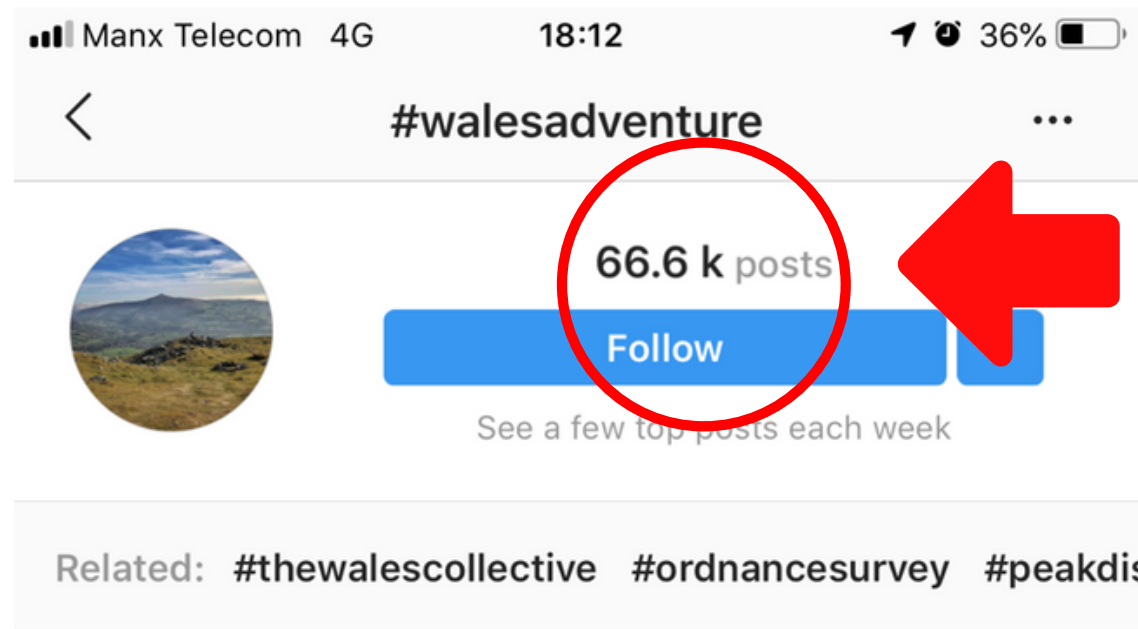 Manx Telecom 4G 18:12 36%
#walesadventure
66.6 k posts
Follow
See a few top posts each week
Related: #thewalescollective #ordnancesurvey #peakdis